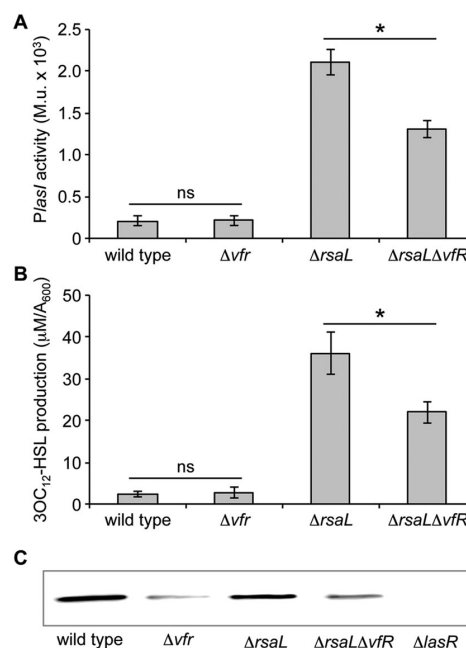 A
PlasI activity (M.u. x 10³)
2.5
2.0
1.5
1.0
0.5
0
*
ns
wild type Δvfr ΔrsaL ΔrsaLΔvfR
B
3OC₁₂-HSL production (μM/A₆₀₀)
50
40
30
20
10
0
*
ns
wild type Δvfr ΔrsaL ΔrsaLΔvfR
C
wild type Δvfr ΔrsaL ΔrsaLΔvfR ΔlasR